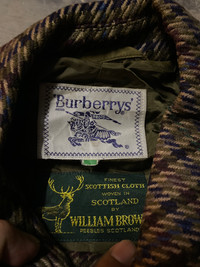 Burberrys'
®
FINEST
SCOTTISH CLOTH
WOVEN IN
SCOTLAND
BY
WILLIAM BROW
PEEBLES SCOTLAND